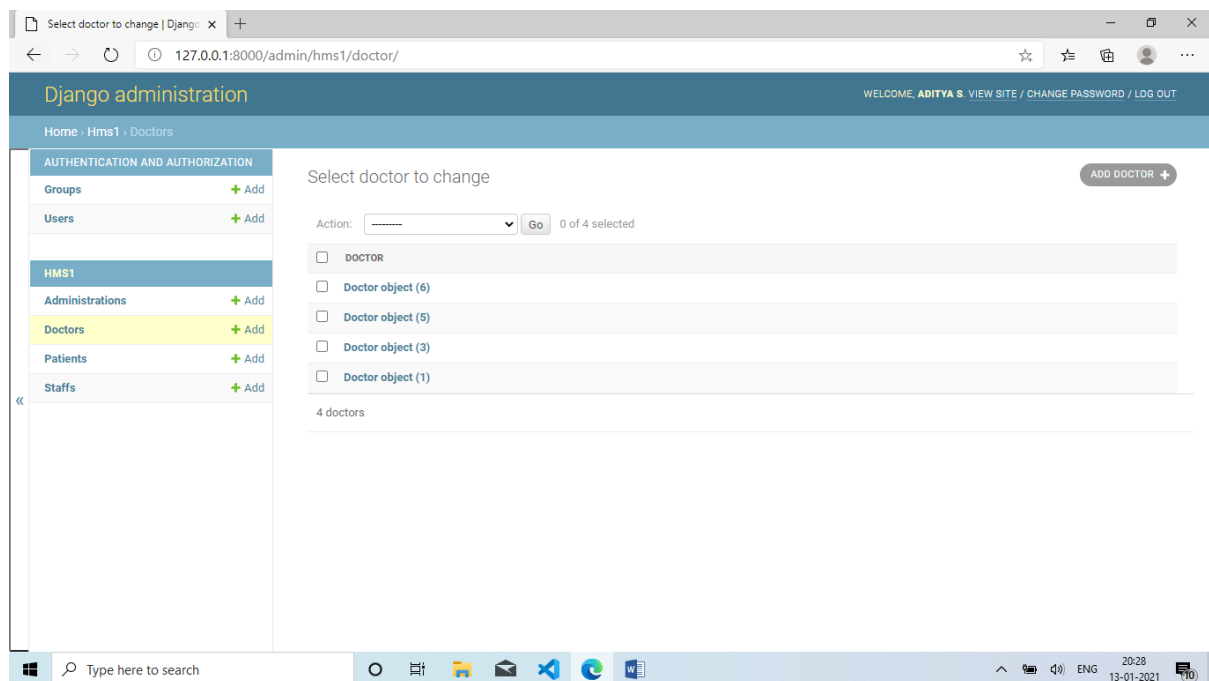 Select doctor to change | Django
127.0.0.1:8000/admin/hms1/doctor/
Django administration
WELCOME, ADITYA S. VIEW SITE / CHANGE PASSWORD / LOG OUT
Home › Hms1 › Doctors
AUTHENTICATION AND AUTHORIZATION
Groups + Add
Users + Add
HMS1
Administrations + Add
Doctors + Add
Patients + Add
Staffs + Add
«
Select doctor to change
ADD DOCTOR +
Action: --------- Go 0 of 4 selected
DOCTOR
Doctor object (6)
Doctor object (5)
Doctor object (3)
Doctor object (1)
4 doctors
Type here to search
ENG
20:28
13-01-2021
10